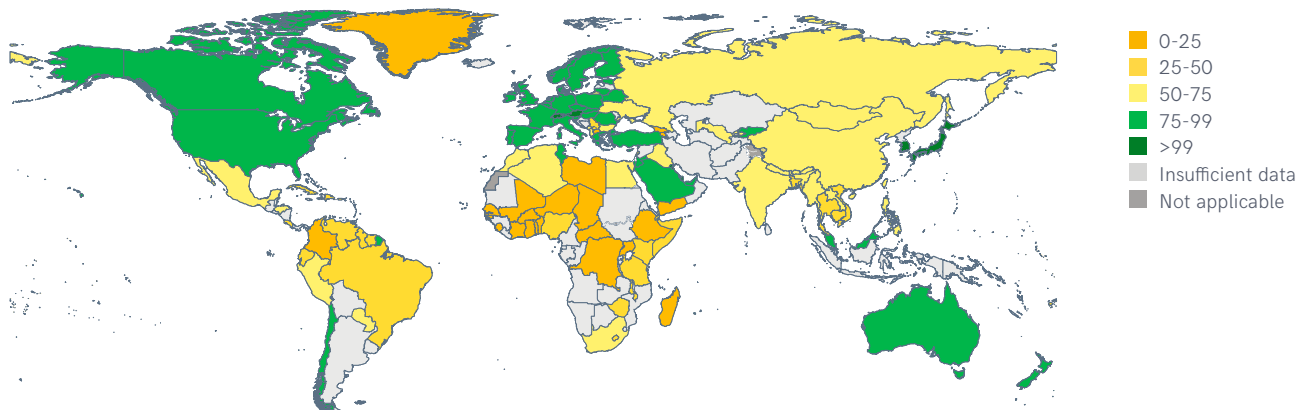 0-25
25-50
50-75
75-99
>99
Insufficient data
Not applicable